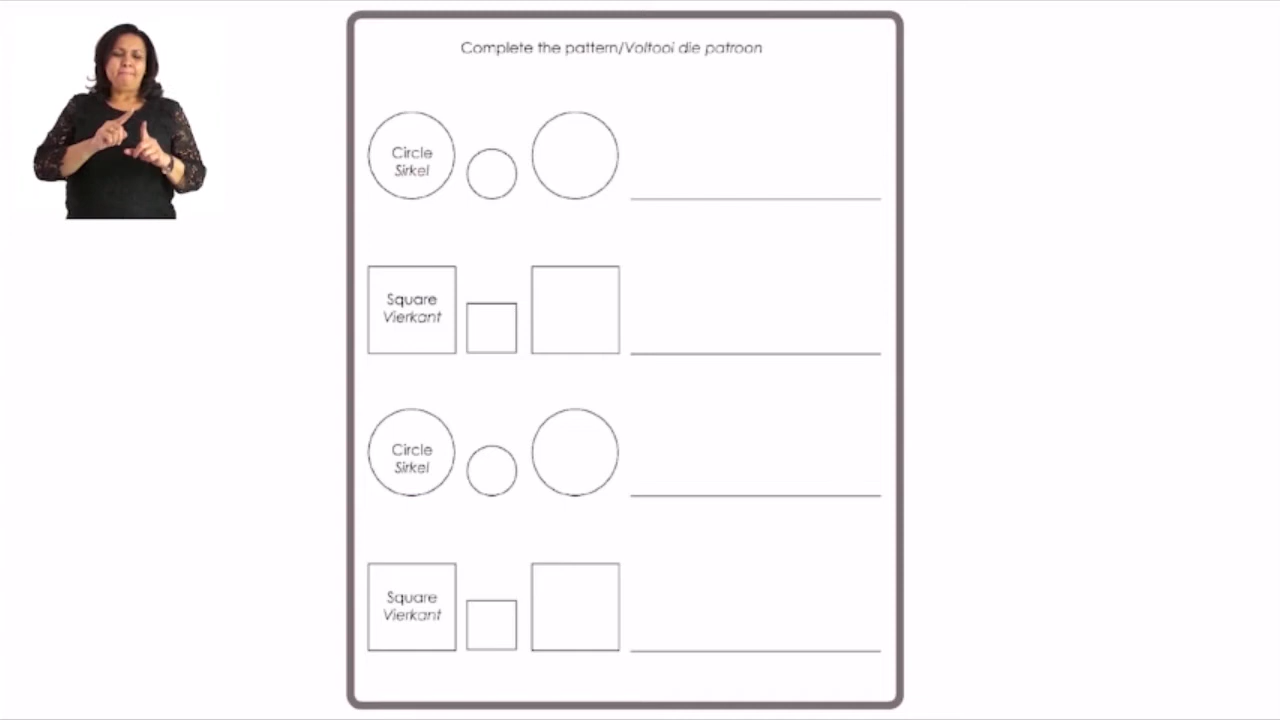 Complete the pattern/Voltooi die patroon
Circle
Sirkel
Square
Vierkant
Circle
Sirkel
Square
Vierkant